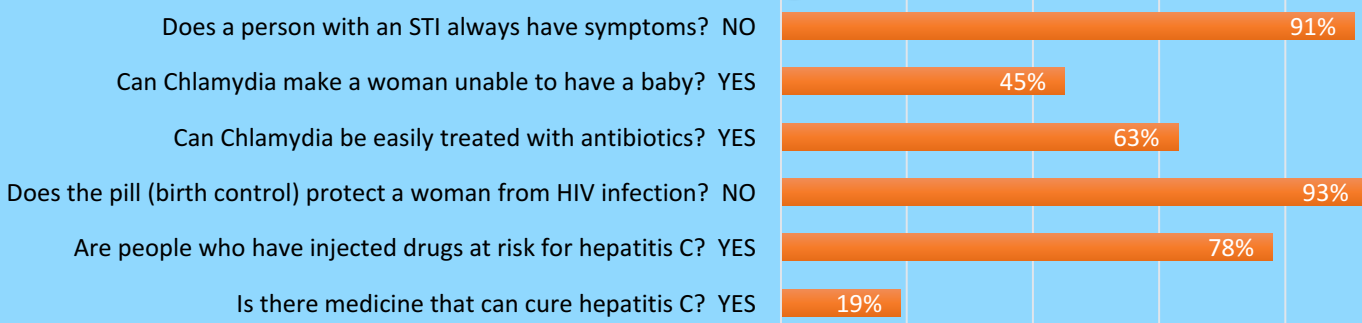 Does a person with an STI always have symptoms? NO 91%
Can Chlamydia make a woman unable to have a baby? YES 45%
Can Chlamydia be easily treated with antibiotics? YES 63%
Does the pill (birth control) protect a woman from HIV infection? NO 93%
Are people who have injected drugs at risk for hepatitis C? YES 78%
Is there medicine that can cure hepatitis C? YES 19%